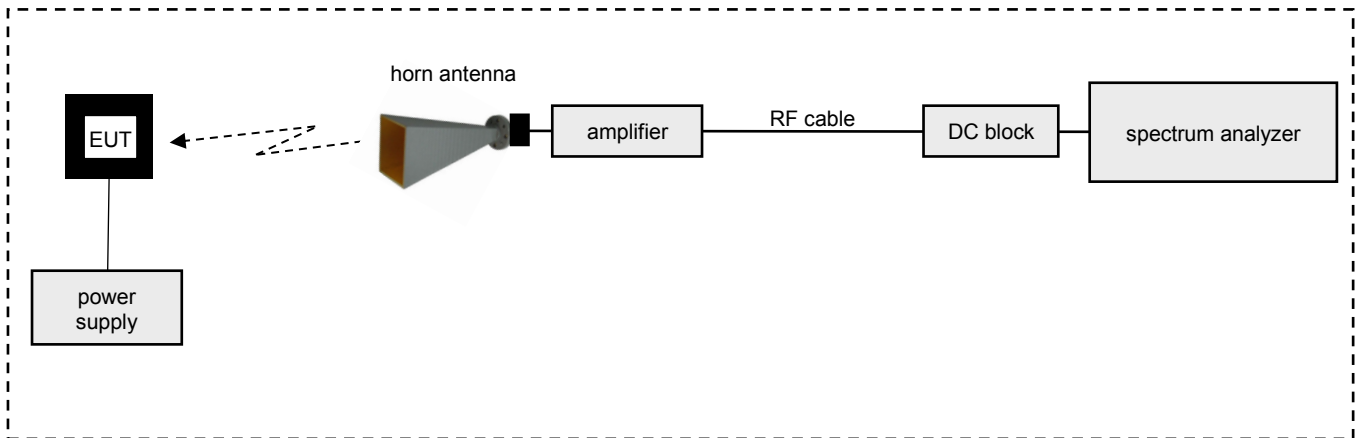 horn antenna
EUT
amplifier
RF cable
DC block
spectrum analyzer
power
supply